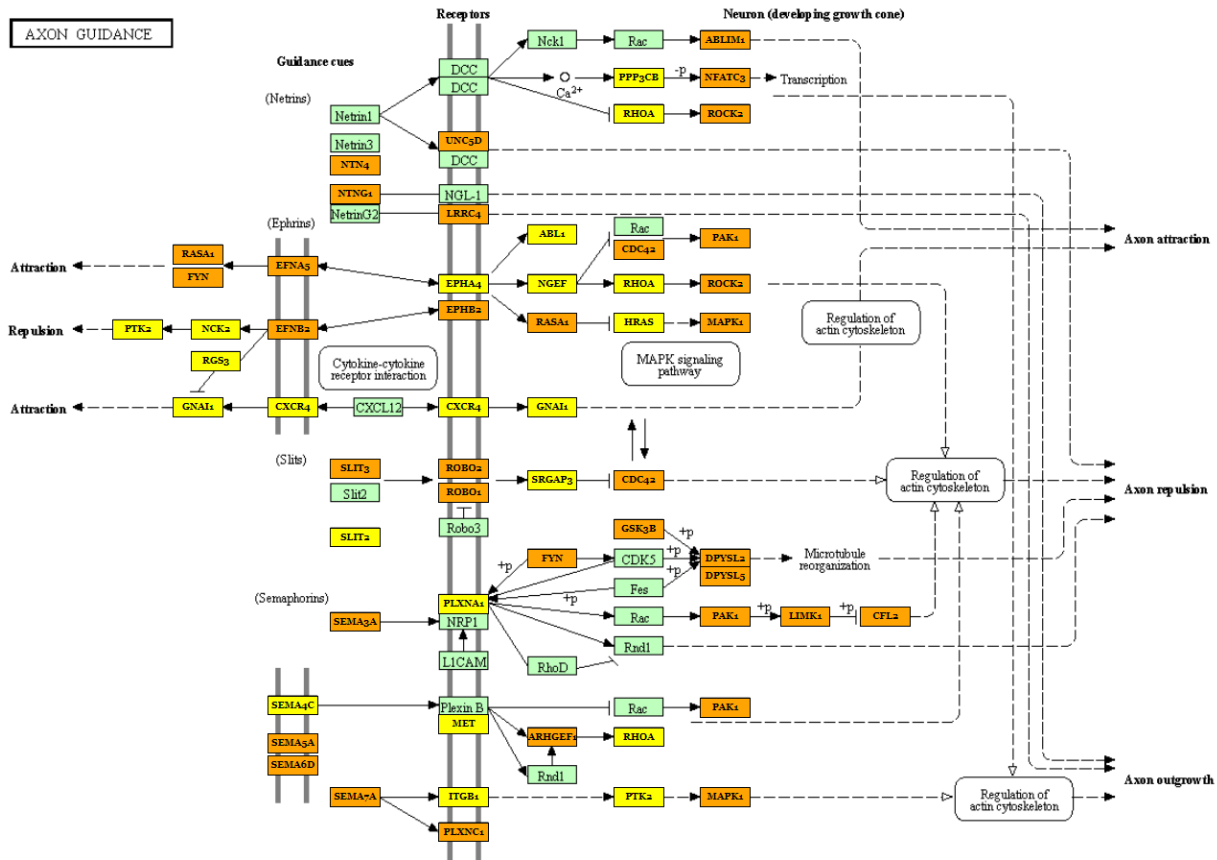 AXON GUIDANCE
Receptors
Neuron (developing growth cone)
Guidance cues
(Netrins)
DCC
DCC
Nck1
Rac
ABLIM1
Ca2+
PPP3CB
-p
NFATC3
Transcription
Netrin1
RHOA
ROCK2
Netrin3
UNC5D
NTN4
DCC
NTNG1
NGL-1
NetrinG2
LRRC4
(Ephrins)
ABL1
Rac
CDC42
PAK1
Axon attraction
RASA1
Attraction
FYN
EFNA5
EPHA4
NGEF
RHOA
ROCK2
EPHB2
Regulation of
actin cytoskeleton
Repulsion
PTK2
NCK2
EFNB2
RASA1
HRAS
MAPK1
RGS3
Cytokine-cytokine
receptor interaction
MAPK signaling
pathway
Attraction
GNAI1
CXCR4
CXCL12
CXCR4
GNAI1
(Slits)
SLIT3
ROBO2
Slit2
ROBO1
SRGAP3
CDC42
Regulation of
actin cytoskeleton
Axon repulsion
SLIT2
Robo3
GSK3B
+p
FYN
+p
CDK5
+p
DPYSL2
DPYSL5
Microtubule
reorganization
Fes
+p
(Semaphorins)
PLXNA1
+p
SEMA3A
NRP1
Rac
PAK1
+p
LIMK1
+p
CFL2
Rnd1
L1CAM
RhoD
SEMA4C
Plexin B
MET
Rac
PAK1
SEMA5A
SEMA6D
ARHGEF1
RHOA
Rnd1
SEMA7A
ITGB1
PTK2
MAPK1
Regulation of
actin cytoskeleton
Axon outgrowth
PLXNC1